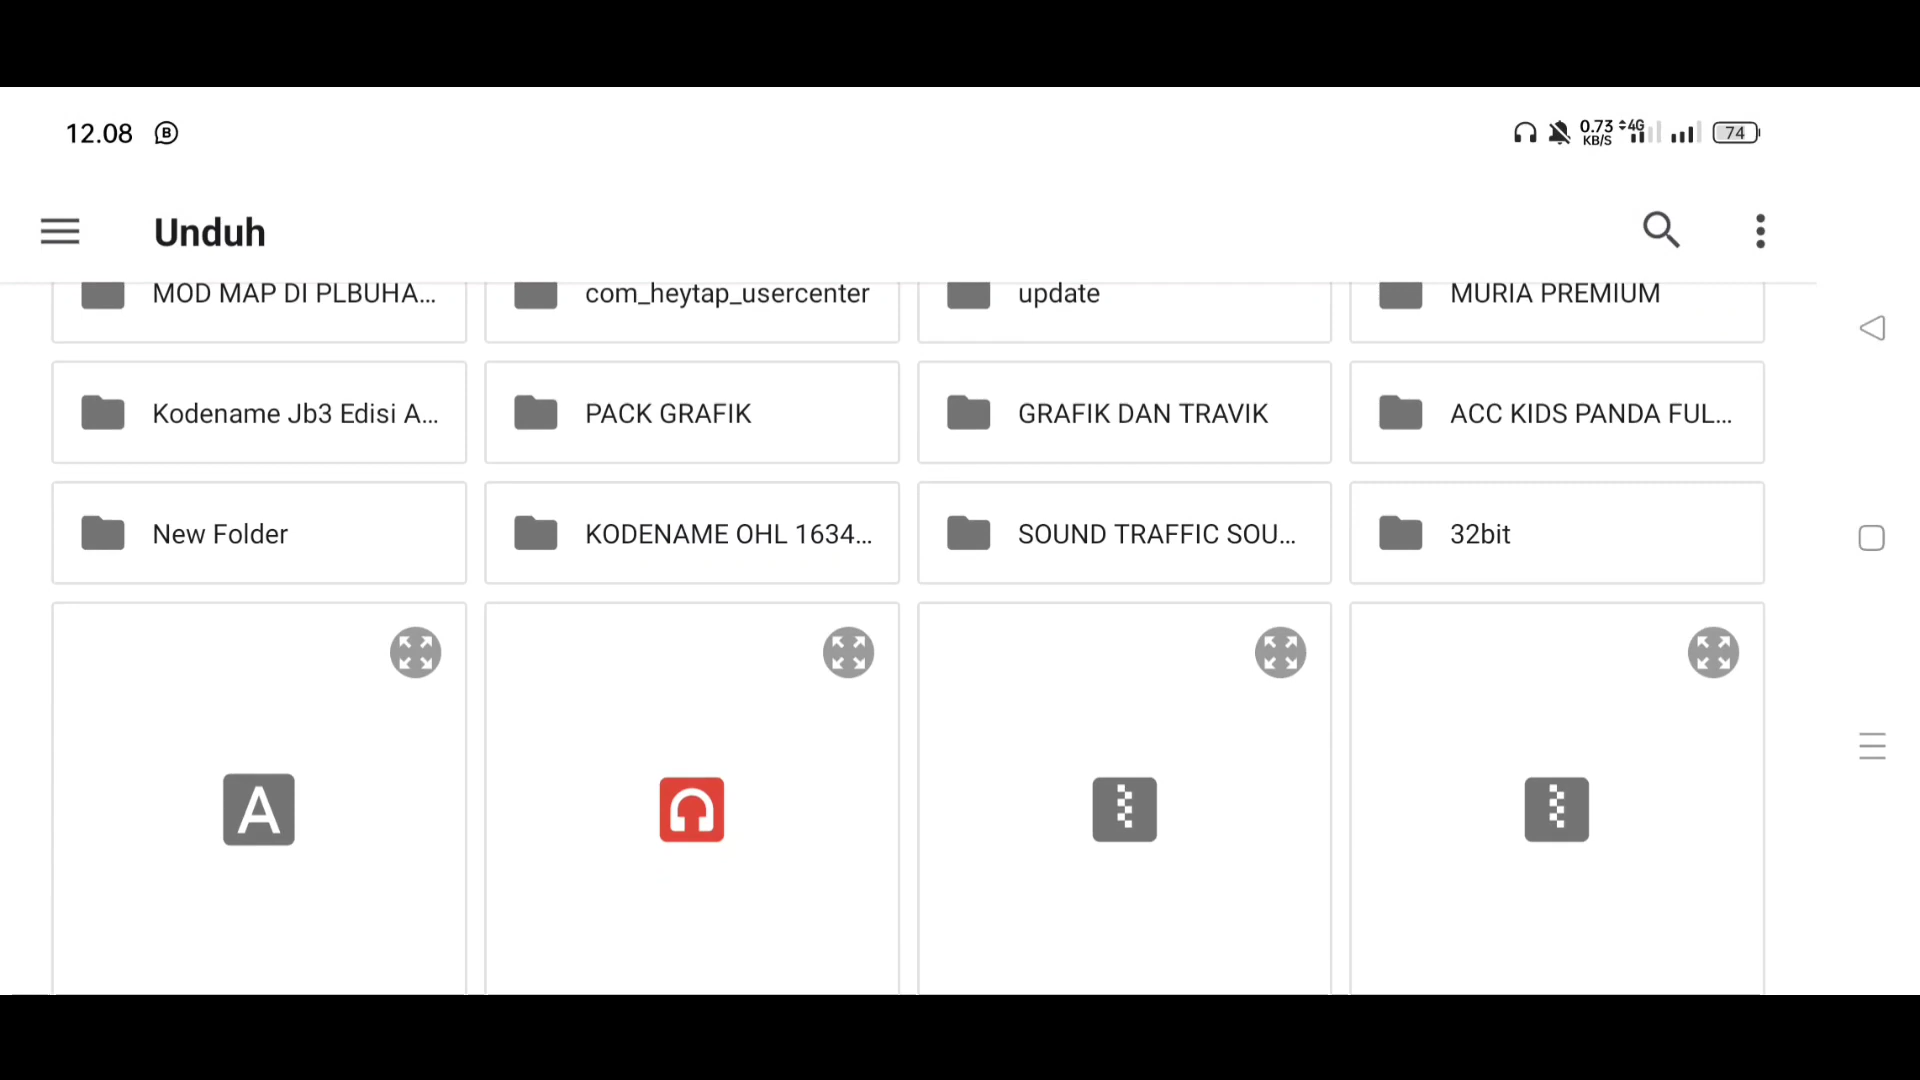 12.08
0.73 KB/S 4G 74
Unduh
MOD MAP DI PLBUHA...
com_heytap_usercenter
update
MURIA PREMIUM
Kodename Jb3 Edisi A...
PACK GRAFIK
GRAFIK DAN TRAVIK
ACC KIDS PANDA FUL...
New Folder
KODENAME OHL 1634...
SOUND TRAFFIC SOU...
32bit